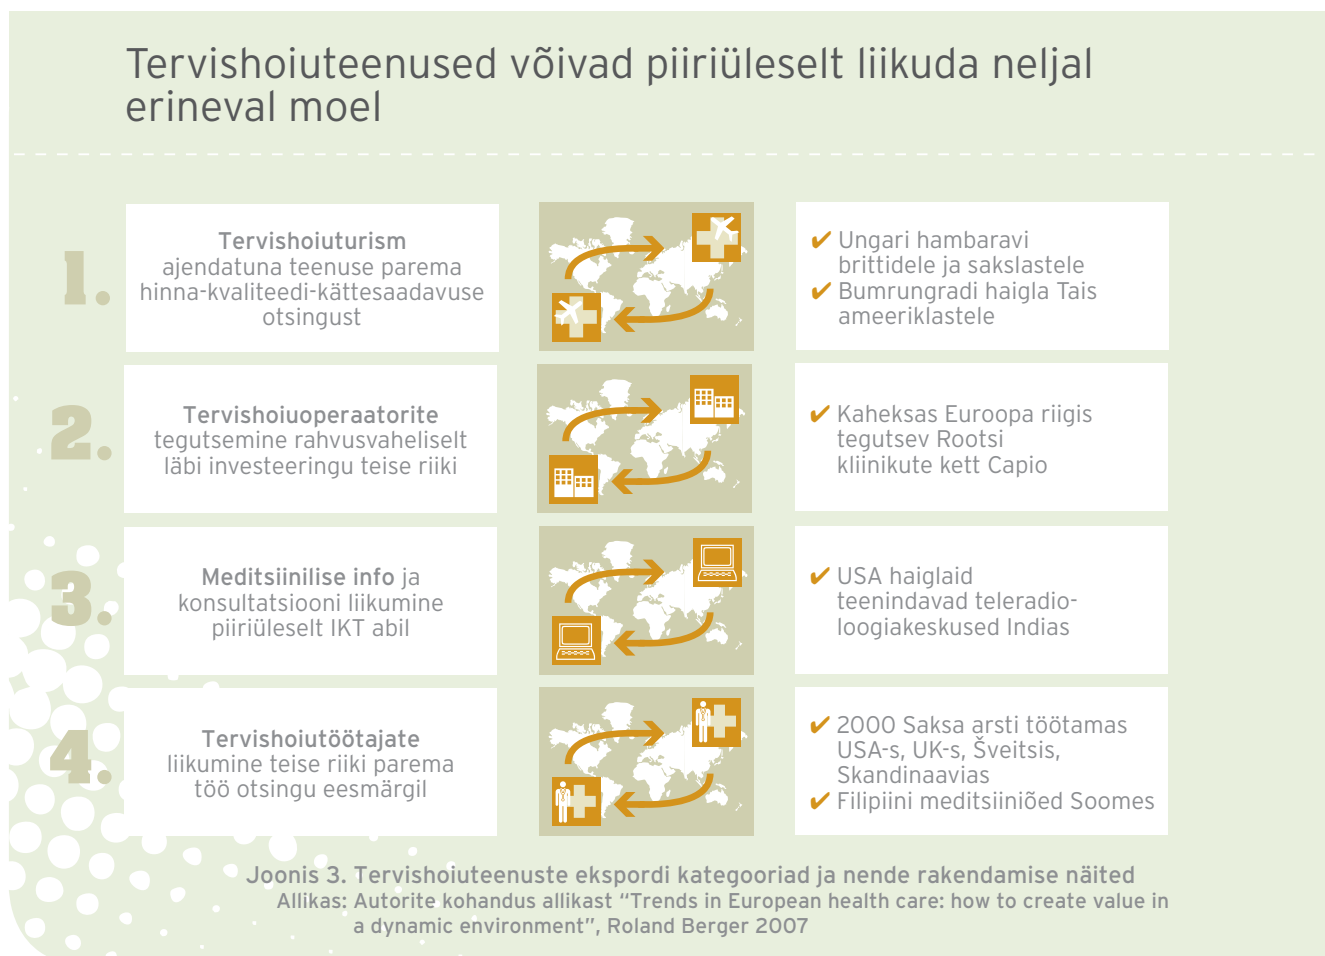 Tervishoiuteenused võivad piiriüleselt liikuda neljal
erineval moel
1.
Tervishoiuturism
ajendatuna teenuse parema
hinna-kvaliteedi-kättesaadavuse
otsingust
✔ Ungari hambaravi
brittidele ja sakslastele
✔ Bumrungradi haigla Tais
ameeriklastele
2.
Tervishoiuoperaatorite
tegutsemine rahvusvaheliselt
läbi investeeringu teise riiki
✔ Kaheksas Euroopa riigis
tegutsev Rootsi
kliinikute kett Capio
3.
Meditsiinilise info ja
konsultatsiooni liikumine
piiriüleselt IKT abil
✔ USA haiglaid
teenindavad teleradio-
loogiakeskused Indias
4.
Tervishoiutöötajate
liikumine teise riiki parema
töö otsingu eesmärgil
✔ 2000 Saksa arsti töötamas
USA-s, UK-s, Šveitsis,
Skandinaavias
✔ Filipiini meditsiiniõed Soomes
Joonis 3. Tervishoiuteenuste ekspordi kategooriad ja nende rakendamise näited
Allikas: Autorite kohandus allikast “Trends in European health care: how to create value in
a dynamic environment”, Roland Berger 2007